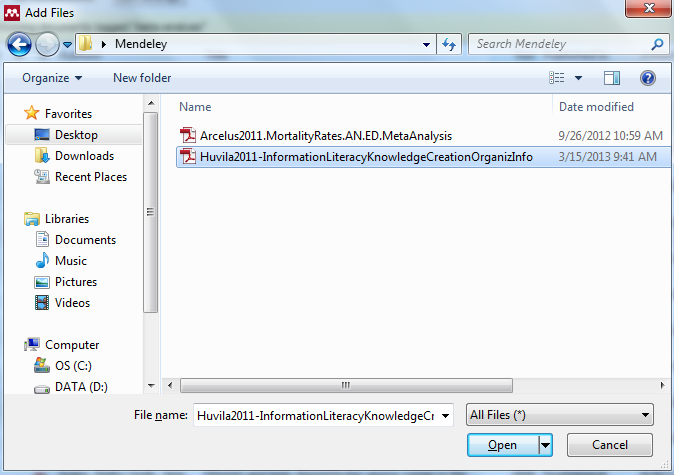 Add Files
Mendeley
Search Mendeley
Organize New folder
Name Date modified
Favorites
Desktop
Downloads
Recent Places
Libraries
Documents
Music
Pictures
Videos
Computer
OS (C:)
DATA (D:)
Arcelus2011.MortalityRates.AN.ED.MetaAnalysis 9/26/2012 10:59 AM
Huvila2011-InformationLiteracyKnowledgeCreationOrganizInfo 3/15/2013 9:41 AM
File name: Huvila2011-InformationLiteracyKnowledgeCr All Files (*)
Open Cancel